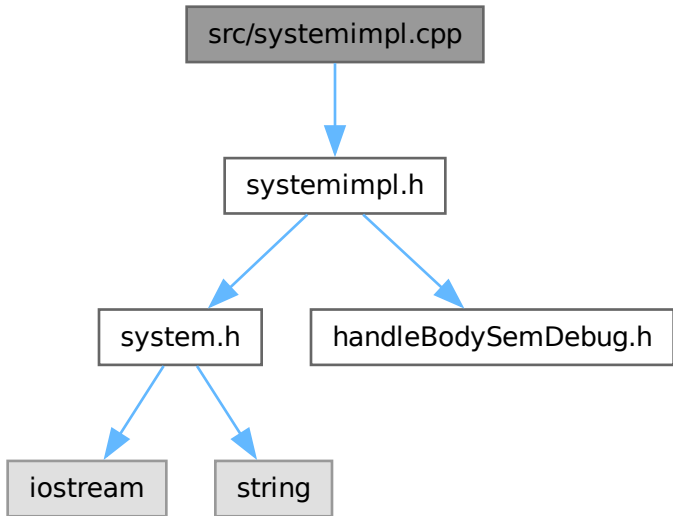 src/systemimpl.cpp
systemimpl.h
system.h
handleBodySemDebug.h
iostream
string